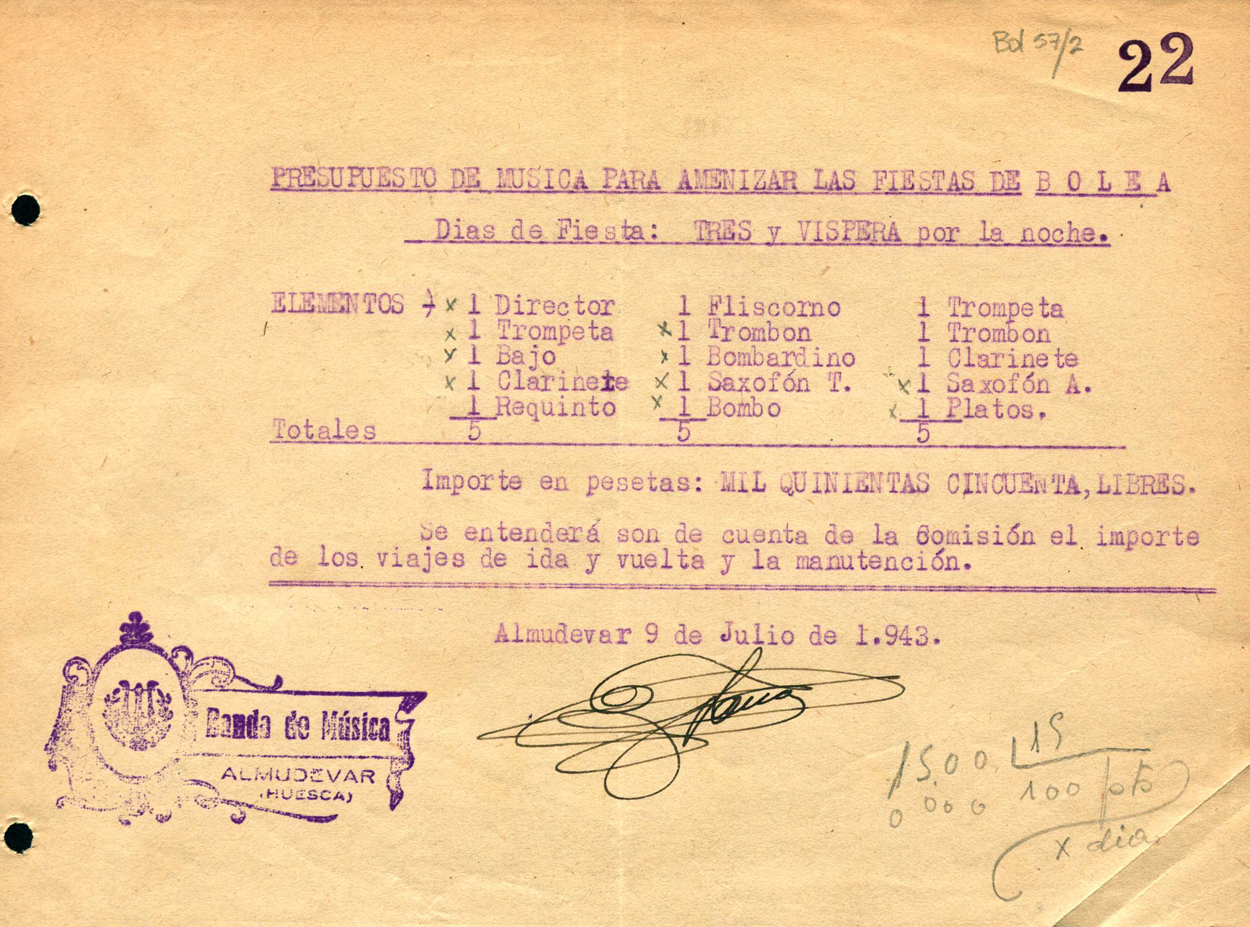 Bol 57/2
22
PRESUPUESTO DE MUSICA PARA AMENIZAR LAS FIESTAS DE B O L E A
Dias de Fiesta: TRES y VISPERA por la noche.
ELEMENTOS x 1 Director 1 Fliscorno 1 Trompeta
x 1 Trompeta x 1 Trombon 1 Trombon
x 1 Bajo x 1 Bombardino 1 Clarinete
x 1 Clarinete x 1 Saxofón T. x 1 Saxofón A.
1 Requinto x 1 Bombo x 1 Platos.
Totales 5 5 5
Importe en pesetas: MIL QUINIENTAS CINCUENTA,LIBRES.
Se entenderá son de cuenta de la Comisión el importe
de los viajes de ida y vuelta y la manutención.
Almudevar 9 de Julio de 1.943.
Banda de Música
ALMUDEVAR
(HUESCA)
1500 15
0000 100 pts
x dia.